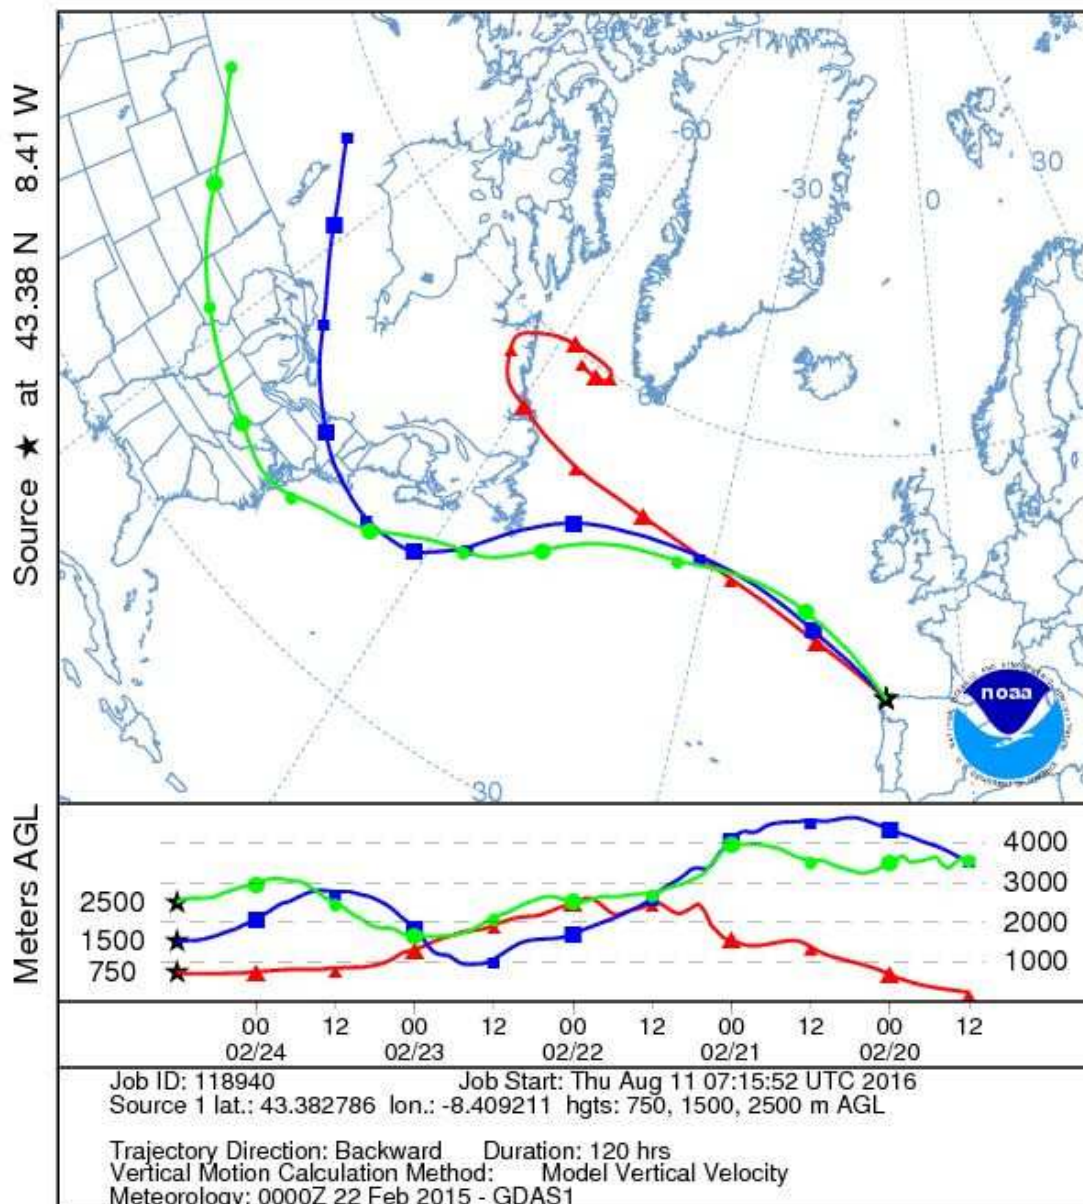 Source ★ at 43.38 N 8.41 W
-60
-30
0
30
30
noaa
Meters AGL
2500
1500
750
4000
3000
2000
1000
00 12 00 12 00 12 00 12 00 12
02/24 02/23 02/22 02/21 02/20
Job ID: 118940 Job Start: Thu Aug 11 07:15:52 UTC 2016
Source 1 lat.: 43.382786 lon.: -8.409211 hgts: 750, 1500, 2500 m AGL
Trajectory Direction: Backward Duration: 120 hrs
Vertical Motion Calculation Method: Model Vertical Velocity
Meteorology: 0000Z 22 Feb 2015 - GDAS1